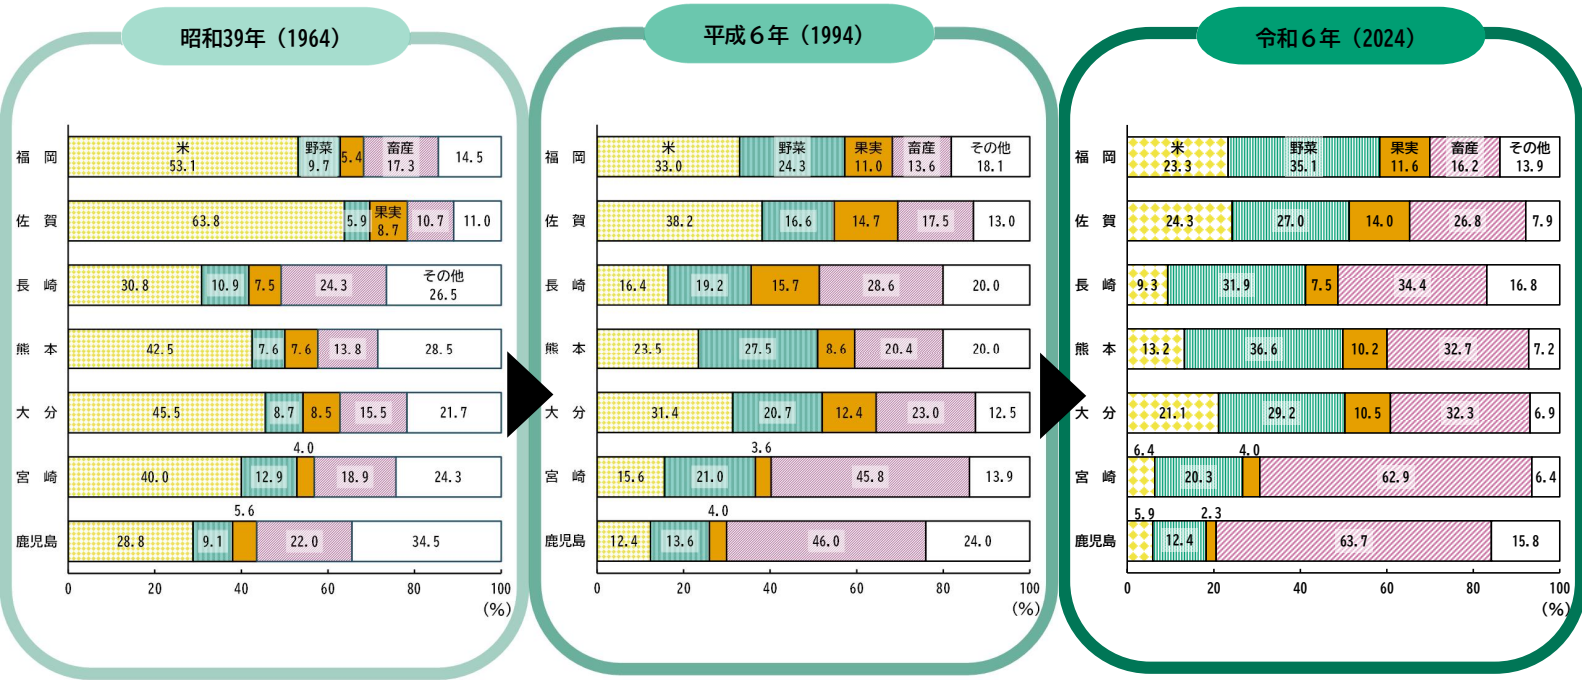 昭和39年（1964）
福　岡
米
53.1
野菜
9.7
5.4
畜産
17.3
14.5
佐　賀
63.8
5.9
果実
8.7
10.7
11.0
長　崎
30.8
10.9
7.5
24.3
その他
26.5
熊　本
42.5
7.6
7.6
13.8
28.5
大　分
45.5
8.7
8.5
15.5
21.7
4.0
宮　崎
40.0
12.9
18.9
24.3
5.6
鹿児島
28.8
9.1
22.0
34.5
0 20 40 60 80 100
(%)
平成６年（1994）
福　岡
米
33.0
野菜
24.3
果実
11.0
畜産
13.6
その他
18.1
佐　賀
38.2
16.6
14.7
17.5
13.0
長　崎
16.4
19.2
15.7
28.6
20.0
熊　本
23.5
27.5
8.6
20.4
20.0
大　分
31.4
20.7
12.4
23.0
12.5
3.6
宮　崎
15.6
21.0
45.8
13.9
4.0
鹿児島
12.4
13.6
46.0
24.0
0 20 40 60 80 100
(%)
令和６年（2024）
福　岡
米
23.3
野菜
35.1
果実
11.6
畜産
16.2
その他
13.9
佐　賀
24.3
27.0
14.0
26.8
7.9
長　崎
9.3
31.9
7.5
34.4
16.8
熊　本
13.2
36.6
10.2
32.7
7.2
大　分
21.1
29.2
10.5
32.3
6.9
6.4
4.0
宮　崎
20.3
62.9
6.4
5.9
2.3
鹿児島
12.4
63.7
15.8
0 20 40 60 80 100
(%)